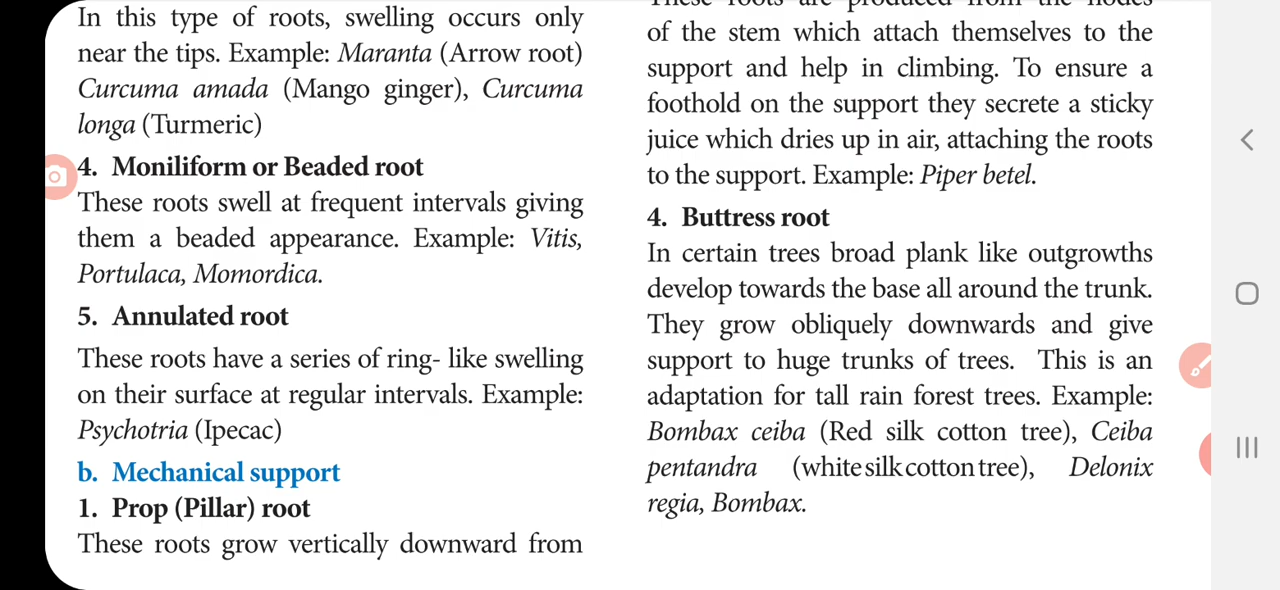 In this type of roots, swelling occurs only
near the tips. Example: Maranta (Arrow root)
Curcuma amada (Mango ginger), Curcuma
longa (Turmeric)
4. Moniliform or Beaded root
These roots swell at frequent intervals giving
them a beaded appearance. Example: Vitis,
Portulaca, Momordica.
5. Annulated root
These roots have a series of ring- like swelling
on their surface at regular intervals. Example:
Psychotria (Ipecac)
b. Mechanical support
1. Prop (Pillar) root
These roots grow vertically downward from
These roots are produced from the nodes
of the stem which attach themselves to the
support and help in climbing. To ensure a
foothold on the support they secrete a sticky
juice which dries up in air, attaching the roots
to the support. Example: Piper betel.
4. Buttress root
In certain trees broad plank like outgrowths
develop towards the base all around the trunk.
They grow obliquely downwards and give
support to huge trunks of trees. This is an
adaptation for tall rain forest trees. Example:
Bombax ceiba (Red silk cotton tree), Ceiba
pentandra (white silk cotton tree), Delonix
regia, Bombax.